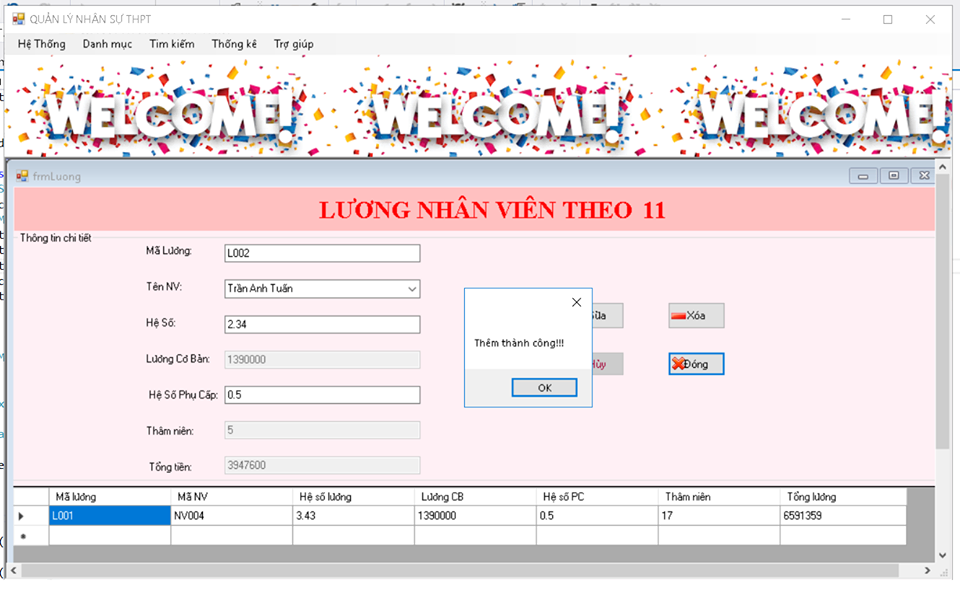 QUẢN LÝ NHÂN SỰ THPT
Hệ Thống Danh mục Tìm kiếm Thống kê Trợ giúp
WELCOME! WELCOME! WELCOME!
frmLuong
LƯƠNG NHÂN VIÊN THEO 11
Thông tin chi tiết
Mã Lương: L002
Tên NV: Trần Anh Tuấn
Hệ Số: 2.34
Lương Cơ Bản: 1390000
Hệ Số Phụ Cấp: 0.5
Thâm niên: 5
Tổng tiền: 3947600
Sửa Xóa
Hủy Đóng
Thêm thành công!!!
OK
Mã lương Mã NV Hệ số lương Lương CB Hệ số PC Thâm niên Tổng lương
L001 NV004 3.43 1390000 0.5 17 6591359